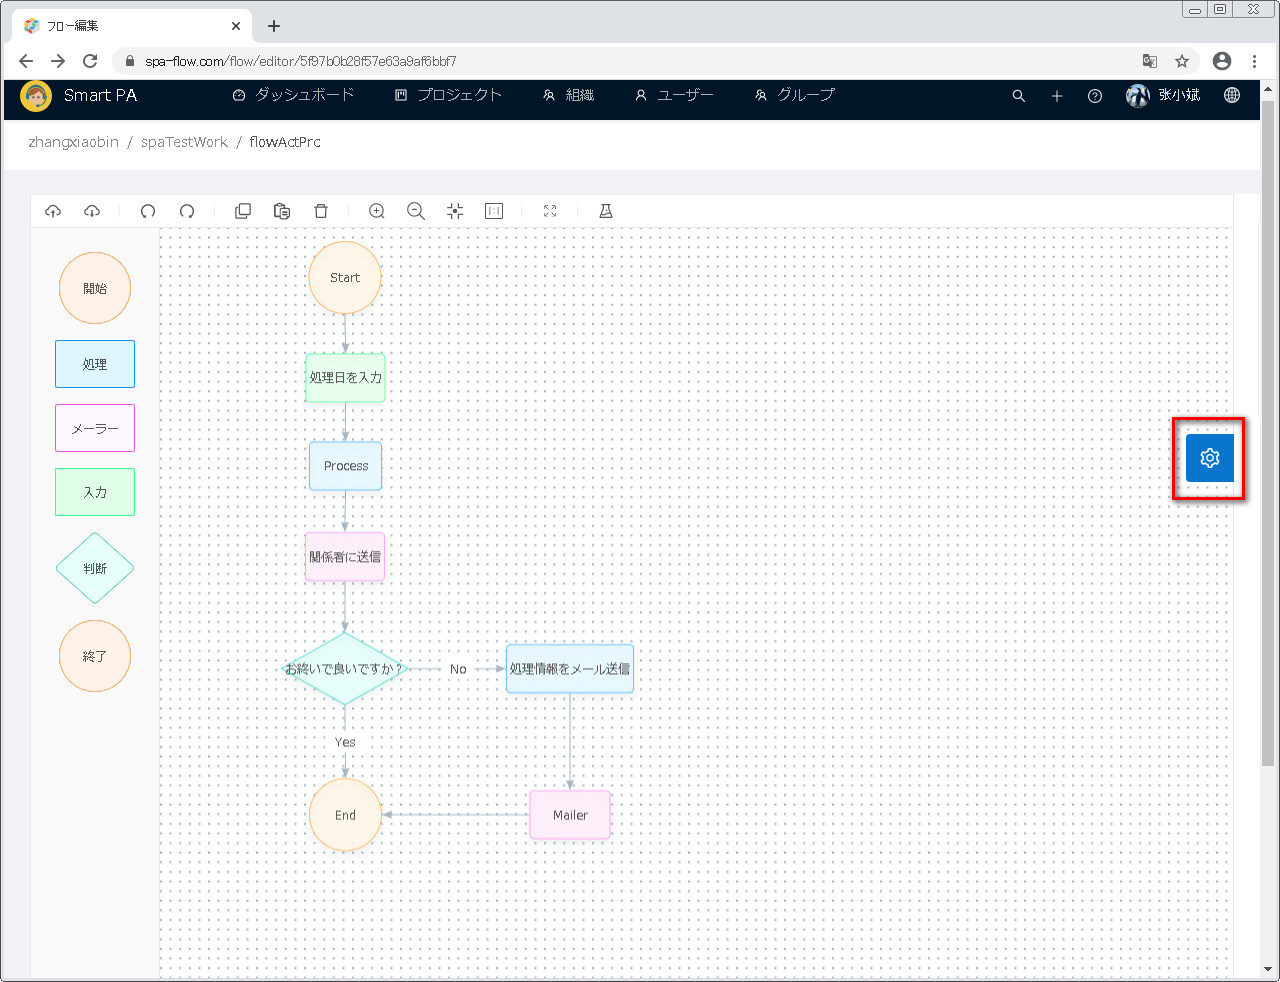 フロー編集
spa-flow.com/flow/editor/5f97b0b28f57e63a9af6bbf7
Smart PA
ダッシュボード
プロジェクト
組織
ユーザー
グループ
张小斌
zhangxiaobin / spaTestWork / flowActPrc
開始
処理
メーラー
入力
判断
終了
Start
処理日を入力
Process
関係者に送信
お終いで良いですか？
No
処理情報をメール送信
Yes
End
Mailer